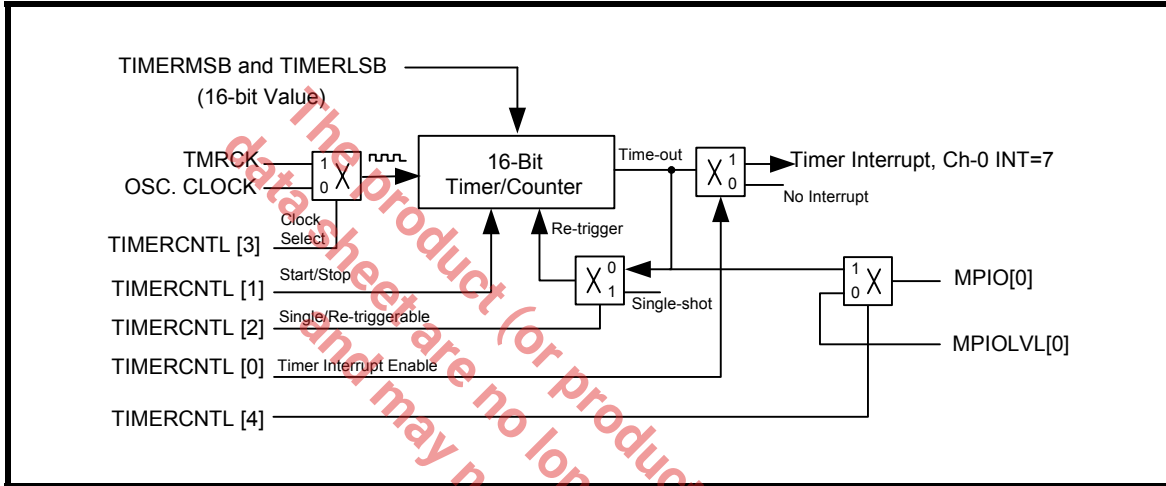 TIMERMSB and TIMERLSB
(16-bit Value)
TMRCK
OSC. CLOCK
1
0
X
Clock
Select
16-Bit
Timer/Counter
Time-out
X
1
0
Timer Interrupt, Ch-0 INT=7
No Interrupt
Re-trigger
TIMERCNTL [3]
Start/Stop
TIMERCNTL [1]
X
0
1
Single-shot
1
0
X
MPIO[0]
MPIOLVL[0]
Single/Re-triggerable
TIMERCNTL [2]
TIMERCNTL [0]
Timer Interrupt Enable
TIMERCNTL [4]
The product (or product
data sheet are no lon
and may n